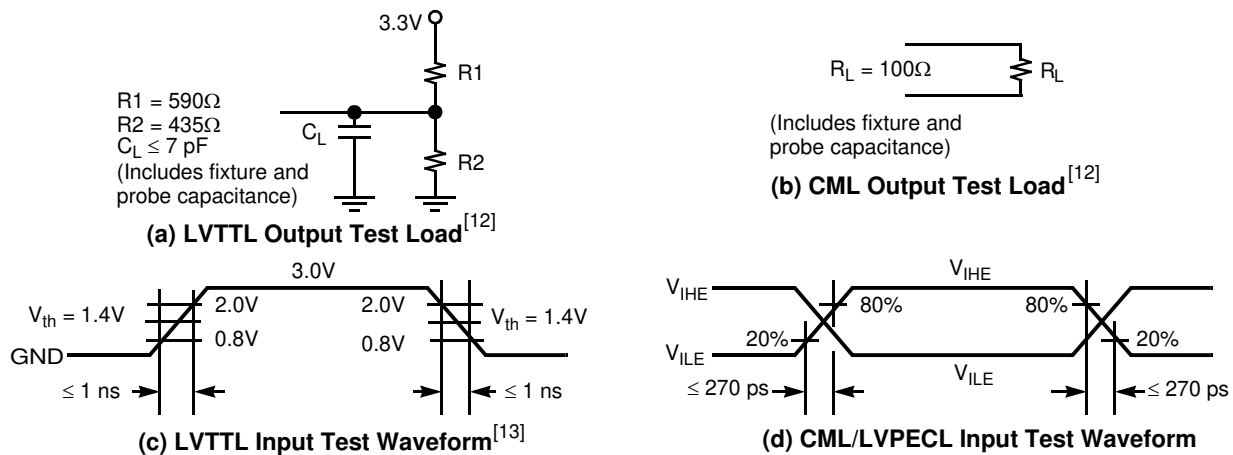 3.3V
R1
R1 = 590Ω
R2 = 435Ω
C_L ≤ 7 pF
(Includes fixture and
probe capacitance)
C_L
R2
(a) LVTTL Output Test Load[12]
R_L = 100Ω
R_L
(Includes fixture and
probe capacitance)
(b) CML Output Test Load[12]
3.0V
V_th = 1.4V
2.0V
0.8V
2.0V
0.8V
V_th = 1.4V
GND
≤ 1 ns
≤ 1 ns
(c) LVTTL Input Test Waveform[13]
V_IHE
V_IHE
80%
80%
20%
20%
V_ILE
V_ILE
≤ 270 ps
≤ 270 ps
(d) CML/LVPECL Input Test Waveform